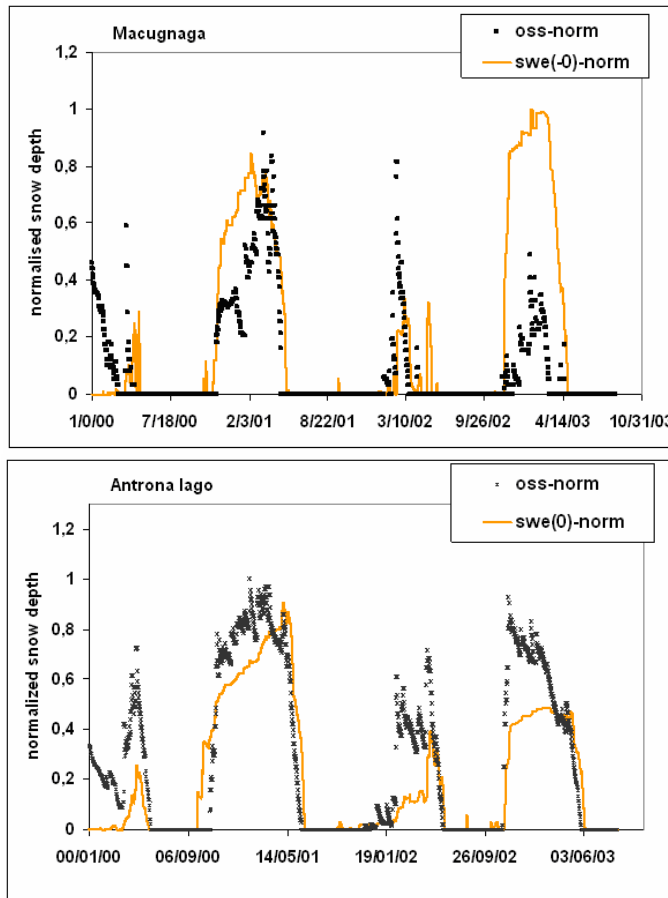 Macugnaga
oss-norm
swe(-0)-norm
normalised snow depth
1,2
1
0.8
0.6
0.4
0.2
0
1/0/00 7/18/00 2/3/01 8/22/01 3/10/02 9/26/02 4/14/03 10/31/03
Antrona lago
oss-norm
swe(0)-norm
normalized snow depth
1,2
1
0.8
0.6
0.4
0.2
0
00/01/00 06/09/00 14/05/01 19/01/02 26/09/02 03/06/03